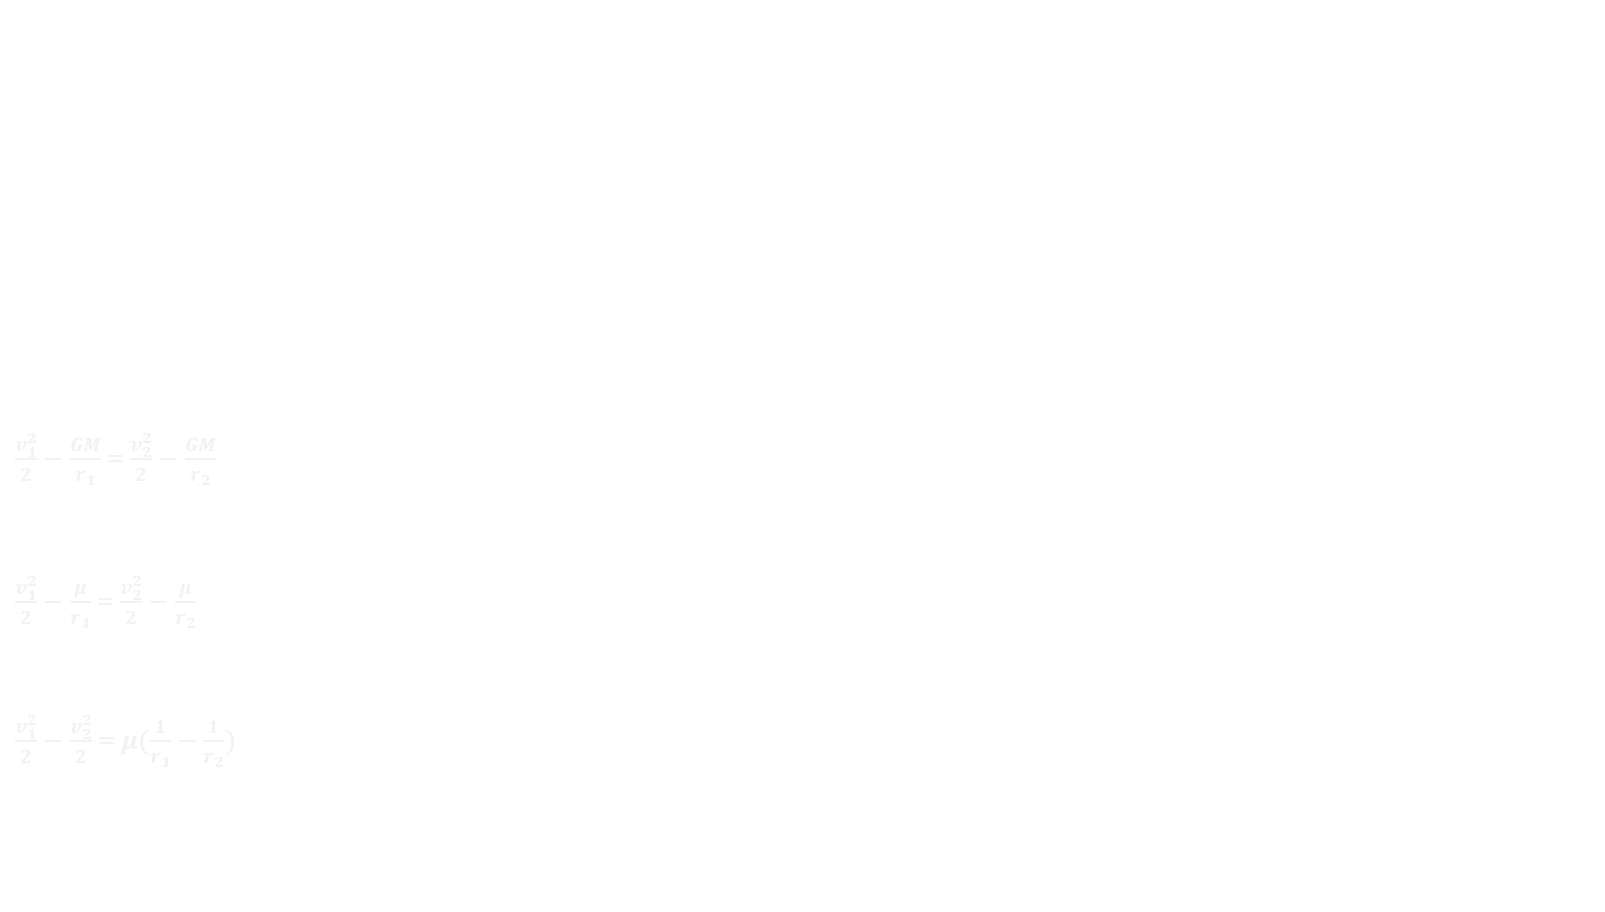 v₁²/2 − GM/r₁ = v₂²/2 − GM/r₂
v₁²/2 − μ/r₁ = v₂²/2 − μ/r₂
v₁²/2 − v₂²/2 = μ(1/r₁ − 1/r₂)